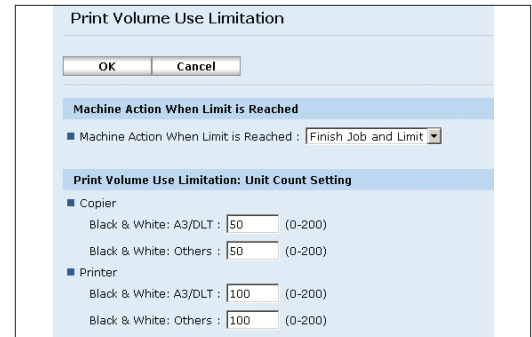 Print Volume Use Limitation
OK Cancel
Machine Action When Limit is Reached
Machine Action When Limit is Reached : Finish Job and Limit
Print Volume Use Limitation: Unit Count Setting
Copier
Black & White: A3/DLT : 50 (0-200)
Black & White: Others : 50 (0-200)
Printer
Black & White: A3/DLT : 100 (0-200)
Black & White: Others : 100 (0-200)